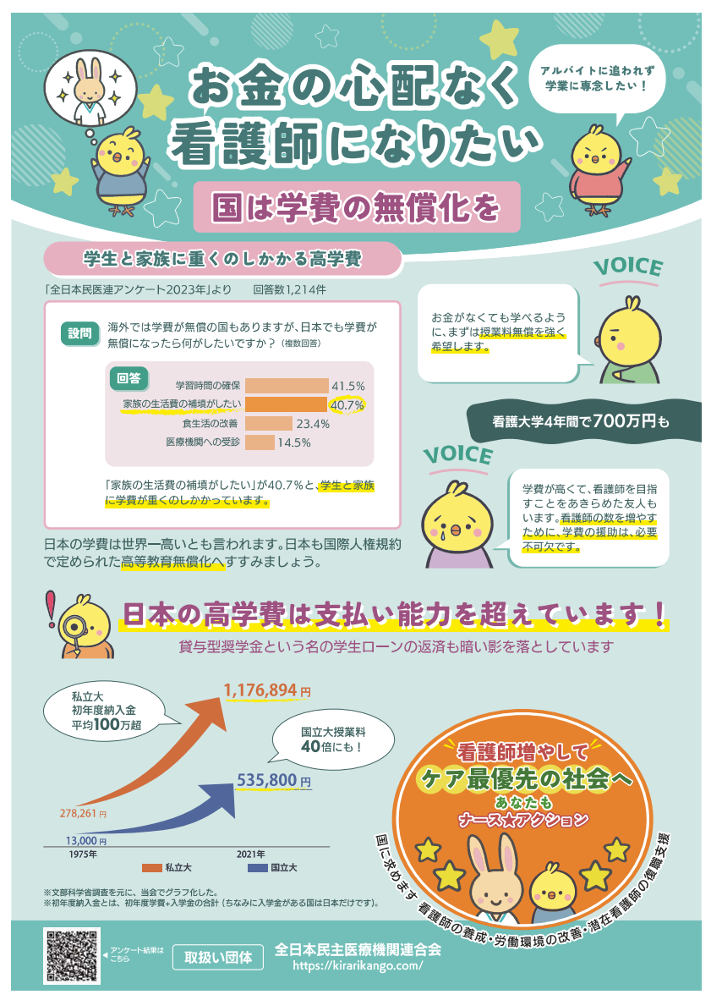 お金の心配なく
看護師になりたい
アルバイトに追われず
学業に専念したい！
国は学費の無償化を
学生と家族に重くのしかかる高学費
「全日本民医連アンケート2023年」より　　回答数1,214件
設問
海外では学費が無償の国もありますが、日本でも学費が
無償になったら何がしたいですか？（複数回答）
回答
学習時間の確保 41.5%
家族の生活費の補填がしたい 40.7%
食生活の改善 23.4%
医療機関への受診 14.5%
「家族の生活費の補填がしたい」が40.7％と、学生と家族
に学費が重くのしかかっています。
日本の学費は世界一高いとも言われます。日本も国際人権規約
で定められた高等教育無償化へすすみましょう。
VOICE
お金がなくても学べるよう
に、まずは授業料無償を強く
希望します。
看護大学4年間で700万円も
VOICE
学費が高くて、看護師を目指
すことをあきらめた友人も
います。看護師の数を増やす
ために、学費の援助は、必要
不可欠です。
日本の高学費は支払い能力を超えています！
貸与型奨学金という名の学生ローンの返済も暗い影を落としています
私立大
初年度納入金
平均100万超
1,176,894 円
国立大授業料
40倍にも！
535,800 円
278,261 円
13,000 円
1975年
2021年
私立大
国立大
※文部科学省調査を元に、当会でグラフ化した。
※初年度納入金とは、初年度学費+入学金の合計（ちなみに入学金がある国は日本だけです）。
看護師増やして
ケア最優先の社会へ
あなたも
ナース★アクション
国に求めます 看護師の養成・労働環境の改善・潜在看護師の復職支援
アンケート結果は
こちら
取扱い団体
全日本民主医療機関連合会
https://kirarikango.com/